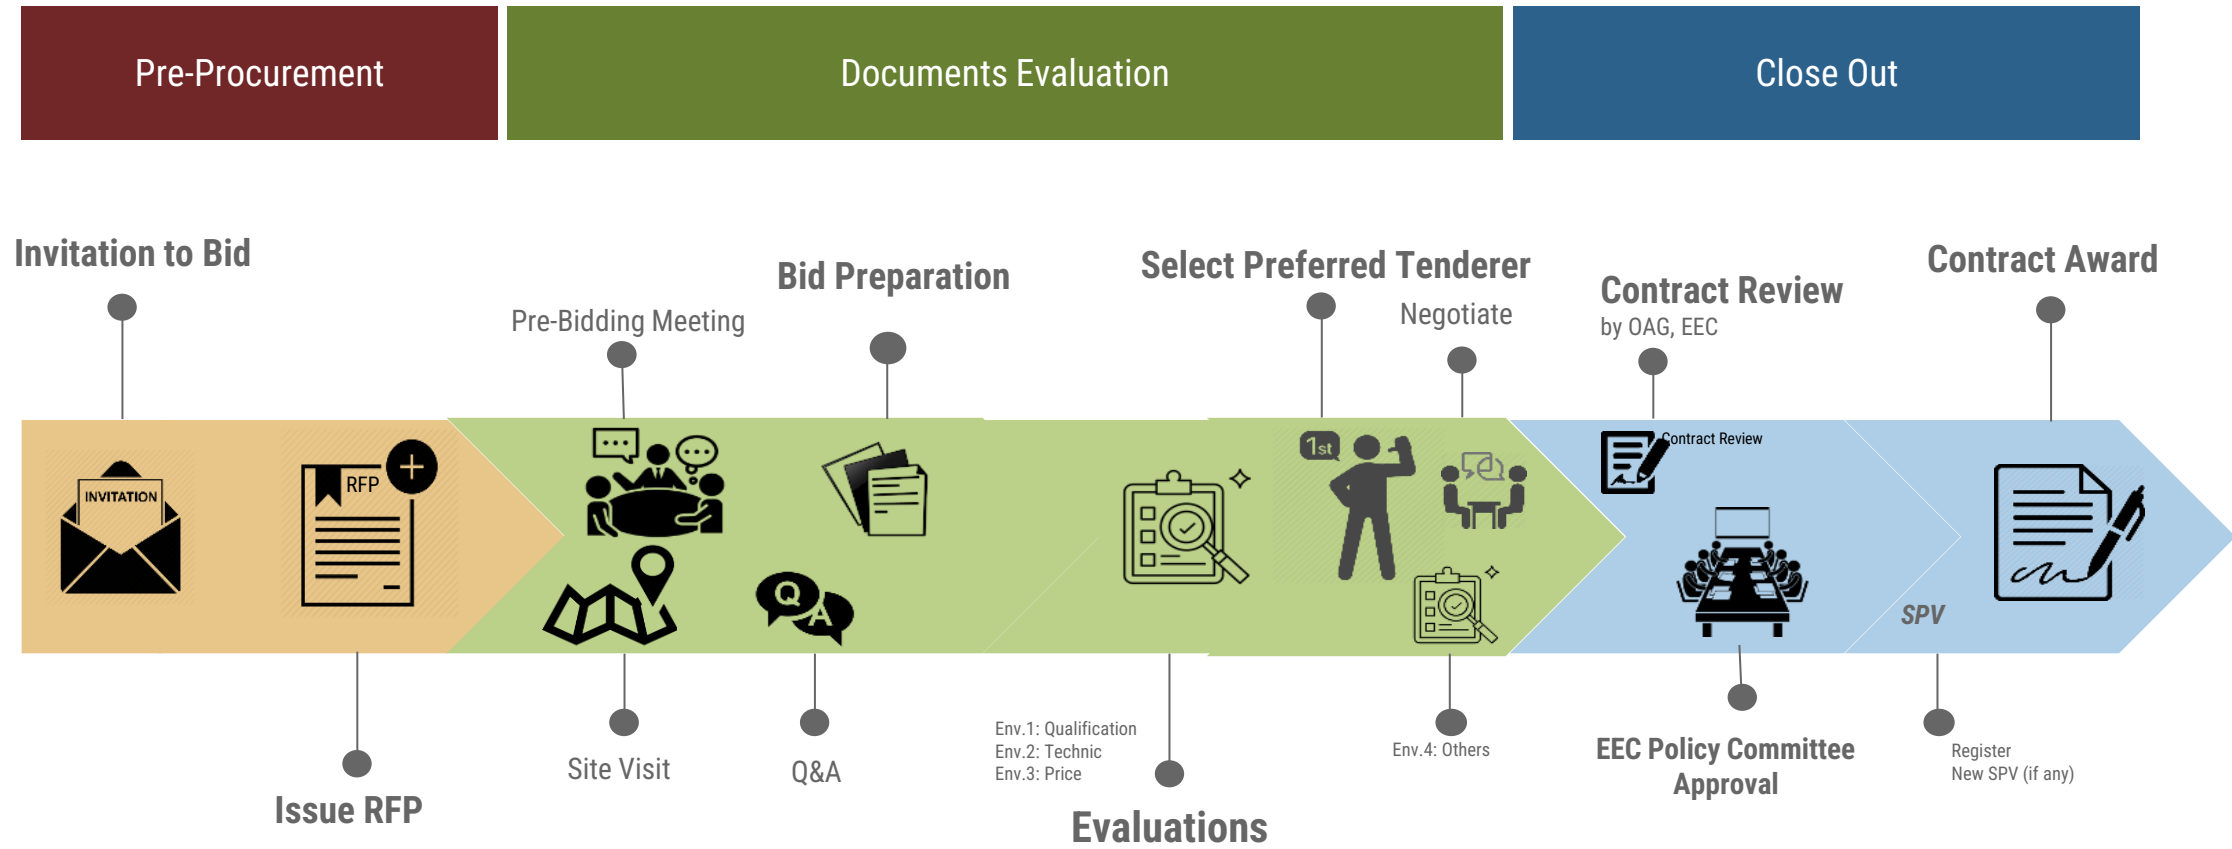 Pre-Procurement
Documents Evaluation
Close Out
Invitation to Bid
Pre-Bidding Meeting
Bid Preparation
Select Preferred Tenderer
Negotiate
Contract Review
by OAG, EEC
Contract Award
INVITATION
RFP
1st
Contract Review
Q
A
SPV
Issue RFP
Site Visit
Q&A
Env.1: Qualification
Env.2: Technic
Env.3: Price
Evaluations
Env.4: Others
EEC Policy Committee
Approval
Register
New SPV (if any)